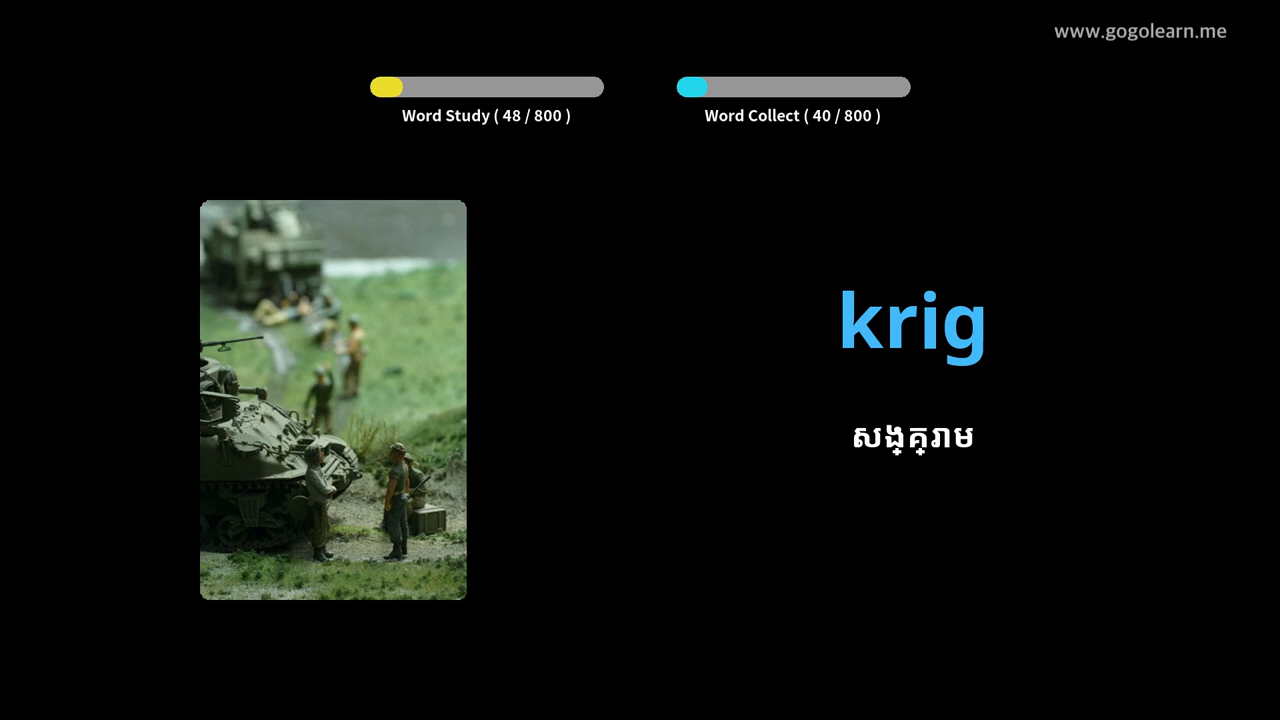 www.gogolearn.me
Word Study ( 48 / 800 )
Word Collect ( 40 / 800 )
krig
សង្គ្រាម